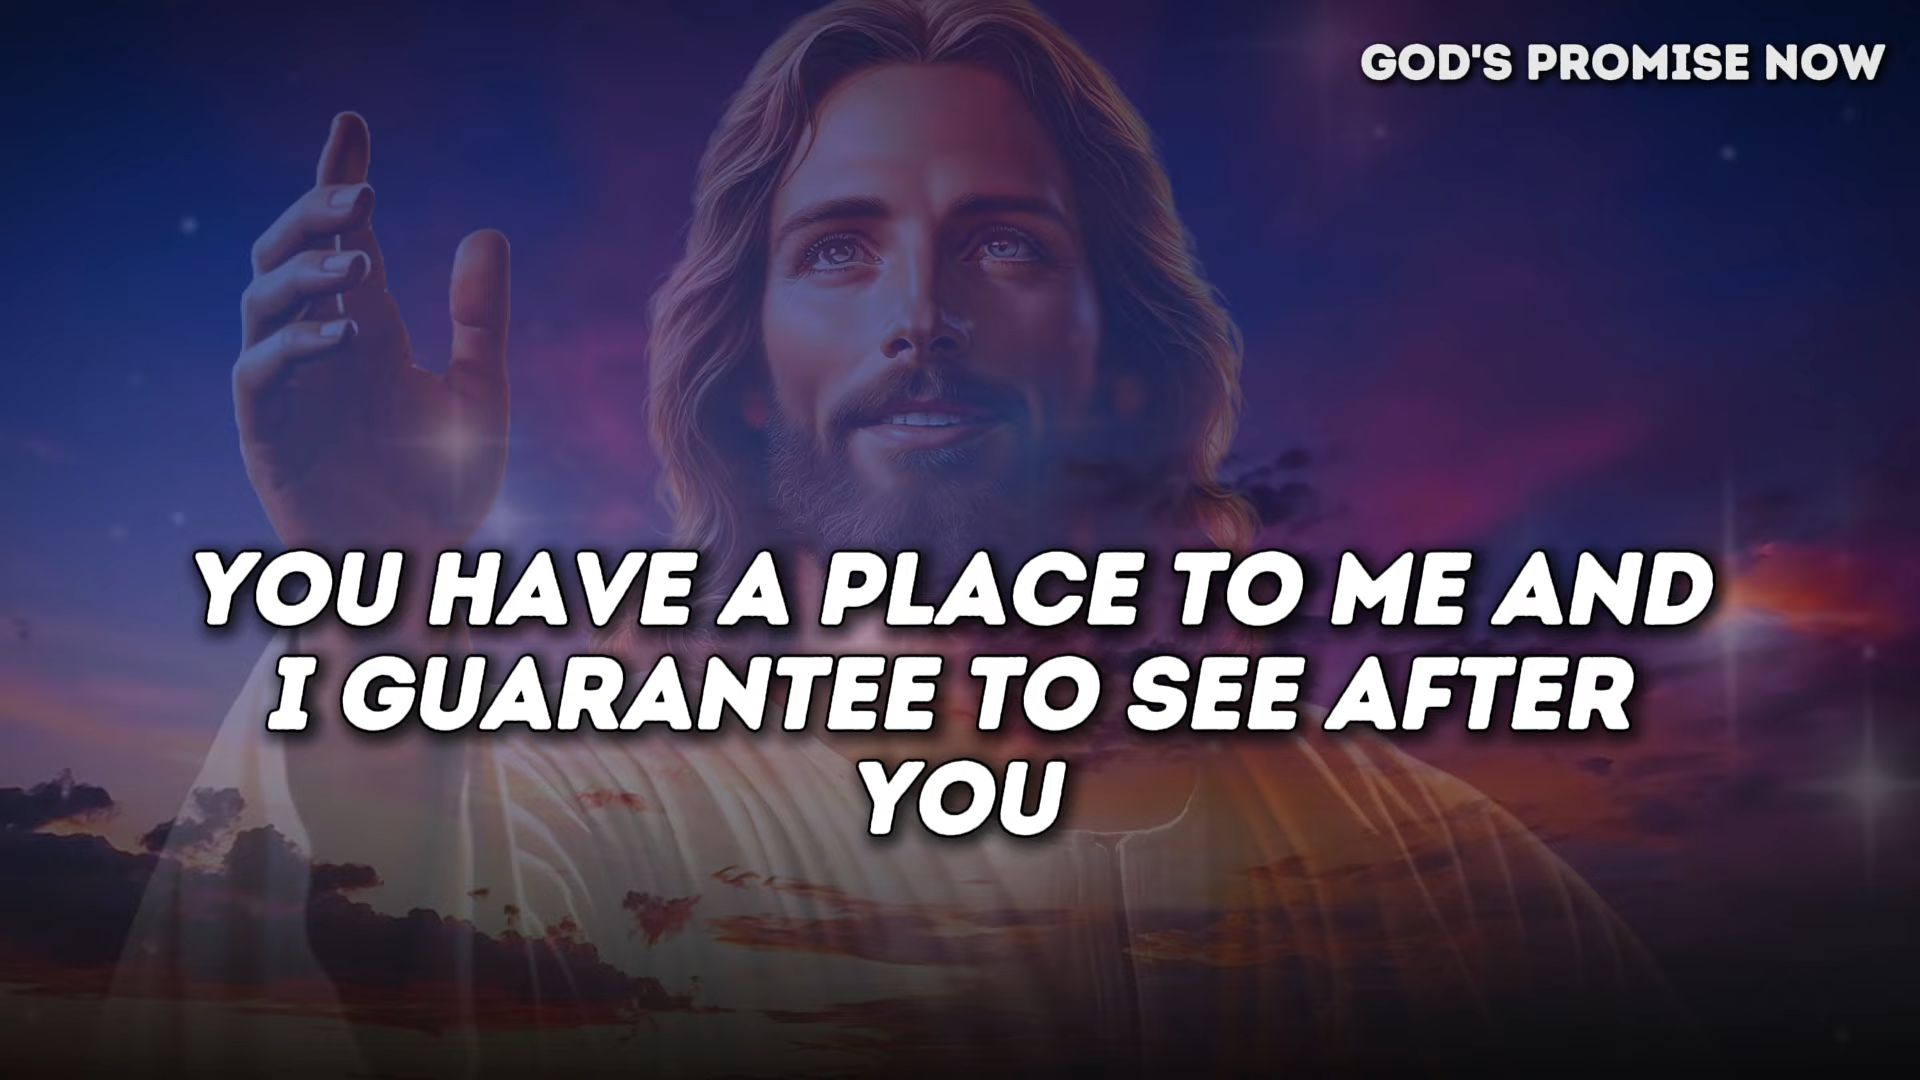 GOD'S PROMISE NOW
YOU HAVE A PLACE TO ME AND
I GUARANTEE TO SEE AFTER
YOU